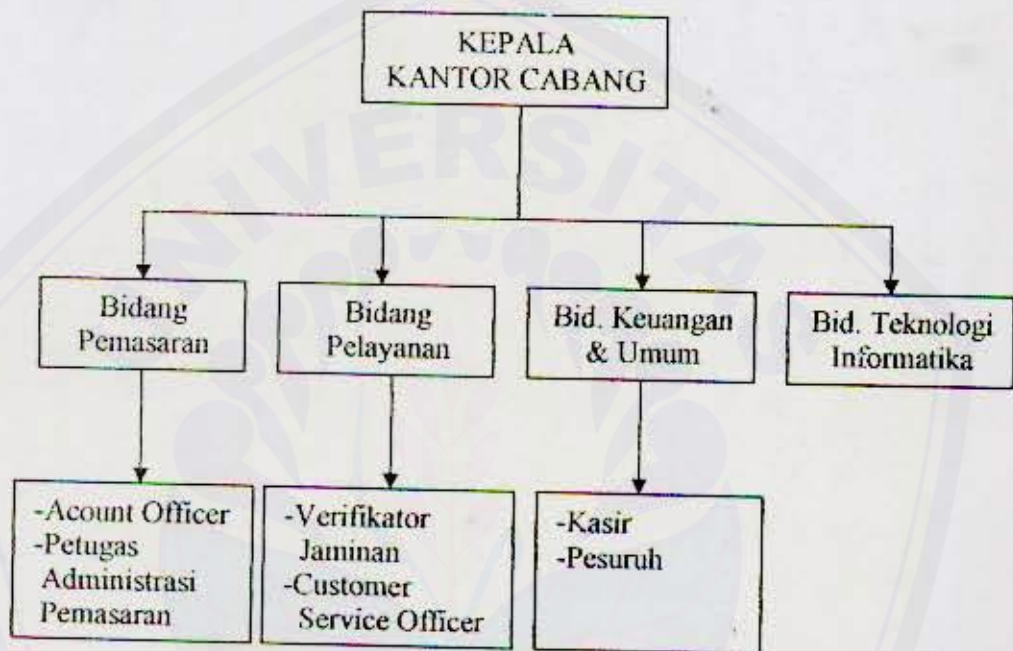 UNIVERSITAS
KEPALA
KANTOR CABANG
Bidang
Pemasaran
Bidang
Pelayanan
Bid. Keuangan
& Umum
Bid. Teknologi
Informatika
-Acount Officer
-Petugas
Administrasi
Pemasaran
-Verifikator
Jaminan
-Customer
Service Officer
-Kasir
-Pesuruh